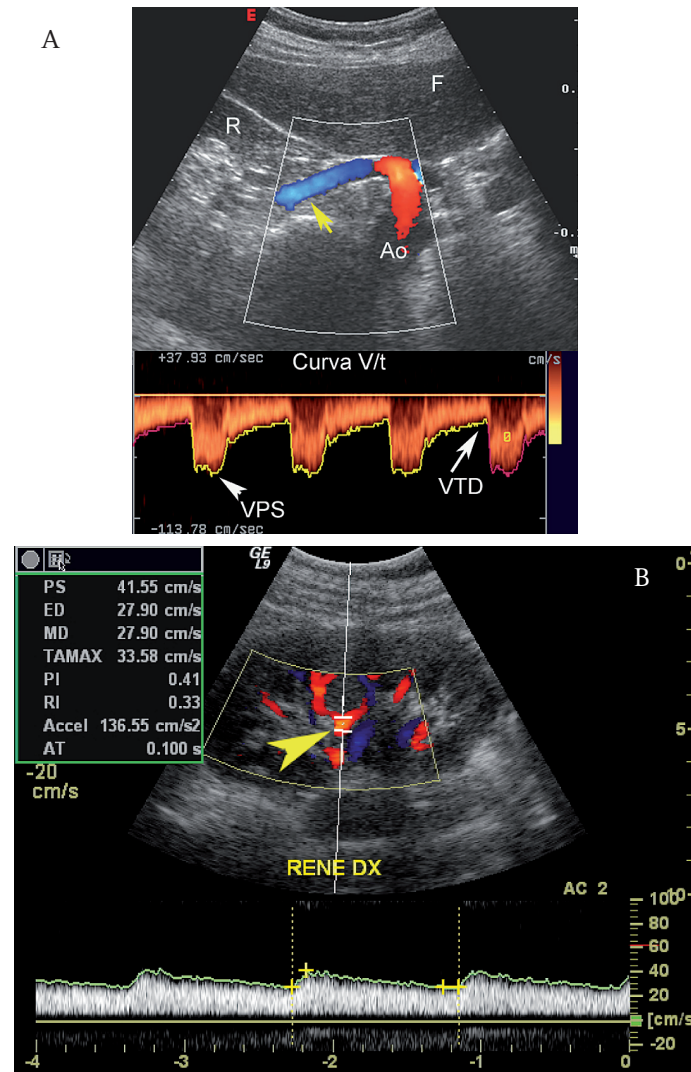 A
E
F
R
0.
-0.
m
Ao
+37.93 cm/sec
Curva V/t
cm/s
0
VTD
VPS
-113.78 cm/sec
GE
L9
B
0
PS 41.55 cm/s
ED 27.90 cm/s
MD 27.90 cm/s
TAMAX 33.58 cm/s
PI 0.41
RI 0.33
Accel 136.55 cm/s2
AT 0.100 s
5
-20
cm/s
RENE DX
AC 2
10
100
80
60
40
20
[cm/s
-20
-4 -3 -2 -1 0